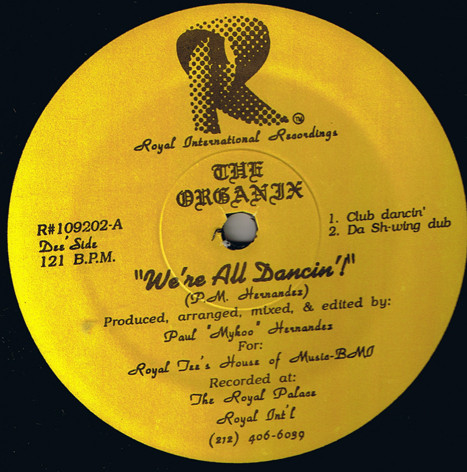 R
™
Royal International Recordings
THE
ORGANIX
R#109202-A
Dee'Side
121 B.P.M.
1. Club dancin'
2. Da Sh-wing dub
"We're All Dancin'!"
(P.M. Hernandez)
Produced, arranged, mixed, & edited by:
Paul "Mykoo" Hernandez
For:
Royal Tee's House of Music-BMI
Recorded at:
The Royal Palace
Royal Int'l
(212) 406-6039